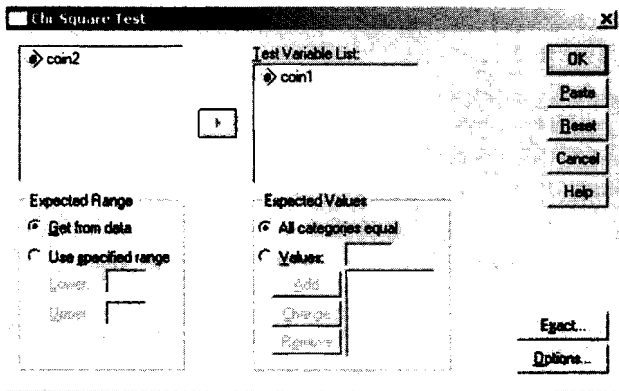 Chi Square Test
coin2
Test Variable List:
coin1
OK
Paste
Reset
Cancel
Help
Expected Range
Get from data
Use specified range
Lower:
Upper:
Expected Values
All categories equal
Values:
Add
Change
Remove
Exact...
Options...